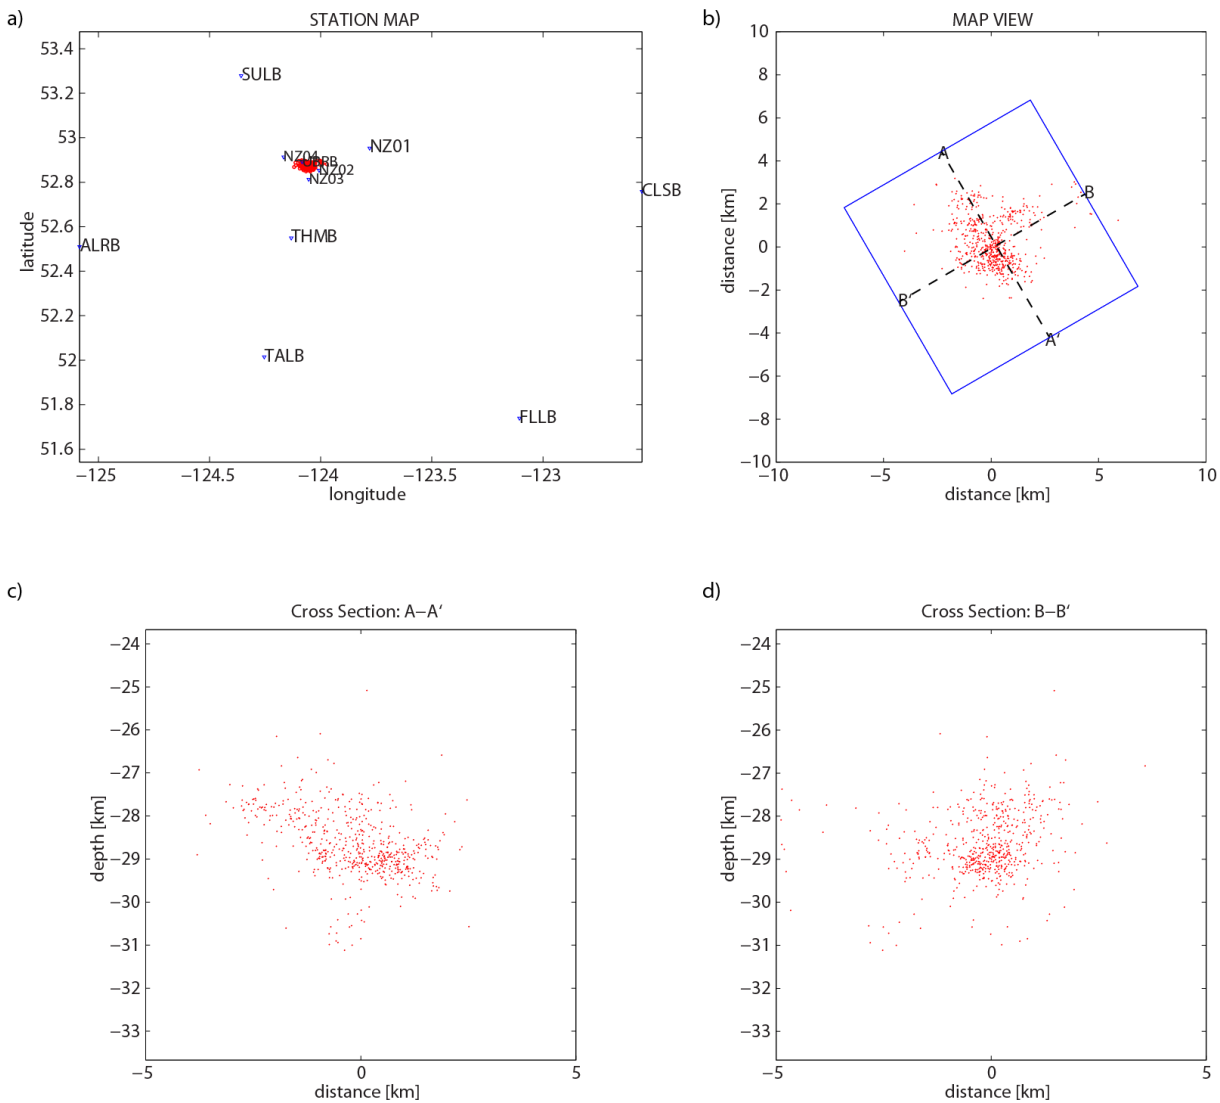 a)
STATION MAP
53.4
53.2
53
52.8
52.6
52.4
52.2
52
51.8
51.6
latitude
SULB
NZ01
NZ04
NZ02
NZ03
CLSB
THMB
ALRB
TALB
FLLB
−125
−124.5
−124
−123.5
−123
longitude
b)
MAP VIEW
10
8
6
4
2
0
−2
−4
−6
−8
−10
distance [km]
A
B
B‘
A‘
−10
−5
0
5
10
distance [km]
c)
Cross Section: A−A‘
−24
−25
−26
−27
−28
−29
−30
−31
−32
−33
depth [km]
−5
0
5
distance [km]
d)
Cross Section: B−B‘
−24
−25
−26
−27
−28
−29
−30
−31
−32
−33
depth [km]
−5
0
5
distance [km]